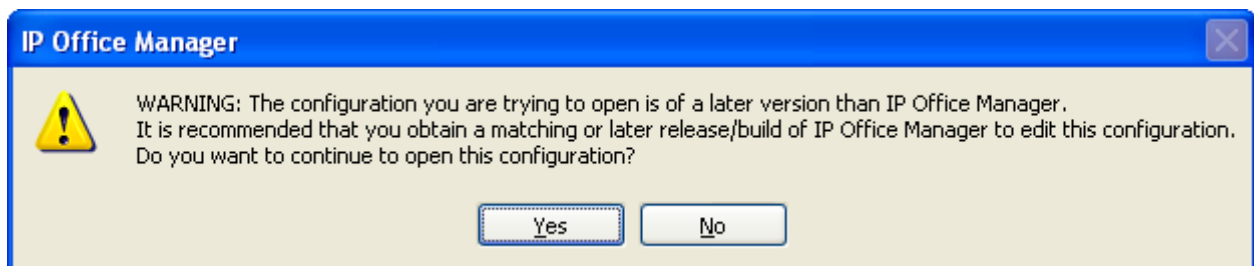 IP Office Manager
WARNING: The configuration you are trying to open is of a later version than IP Office Manager.
It is recommended that you obtain a matching or later release/build of IP Office Manager to edit this configuration.
Do you want to continue to open this configuration?
Yes No